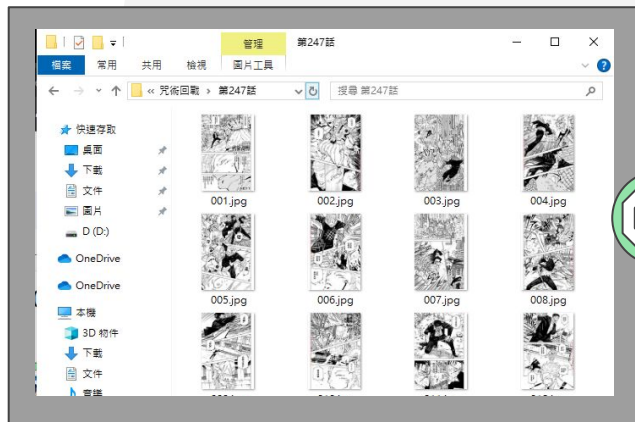 管理 第247話
檔案 常用 共用 檢視 圖片工具
« 咒術回戰 › 第247話 搜尋 第247話
快速存取
桌面
下載
文件
圖片
D (D:)
OneDrive
OneDrive
本機
3D 物件
下載
文件
音樂
001.jpg 002.jpg 003.jpg 004.jpg
005.jpg 006.jpg 007.jpg 008.jpg